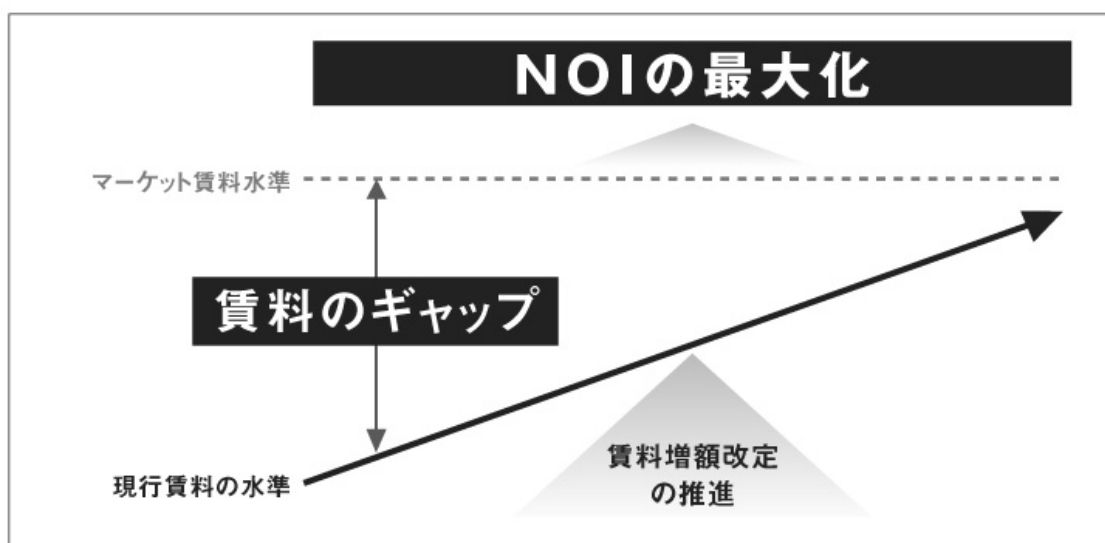 NOIの最大化
マーケット賃料水準
賃料のギャップ
賃料増額改定
の推進
現行賃料の水準